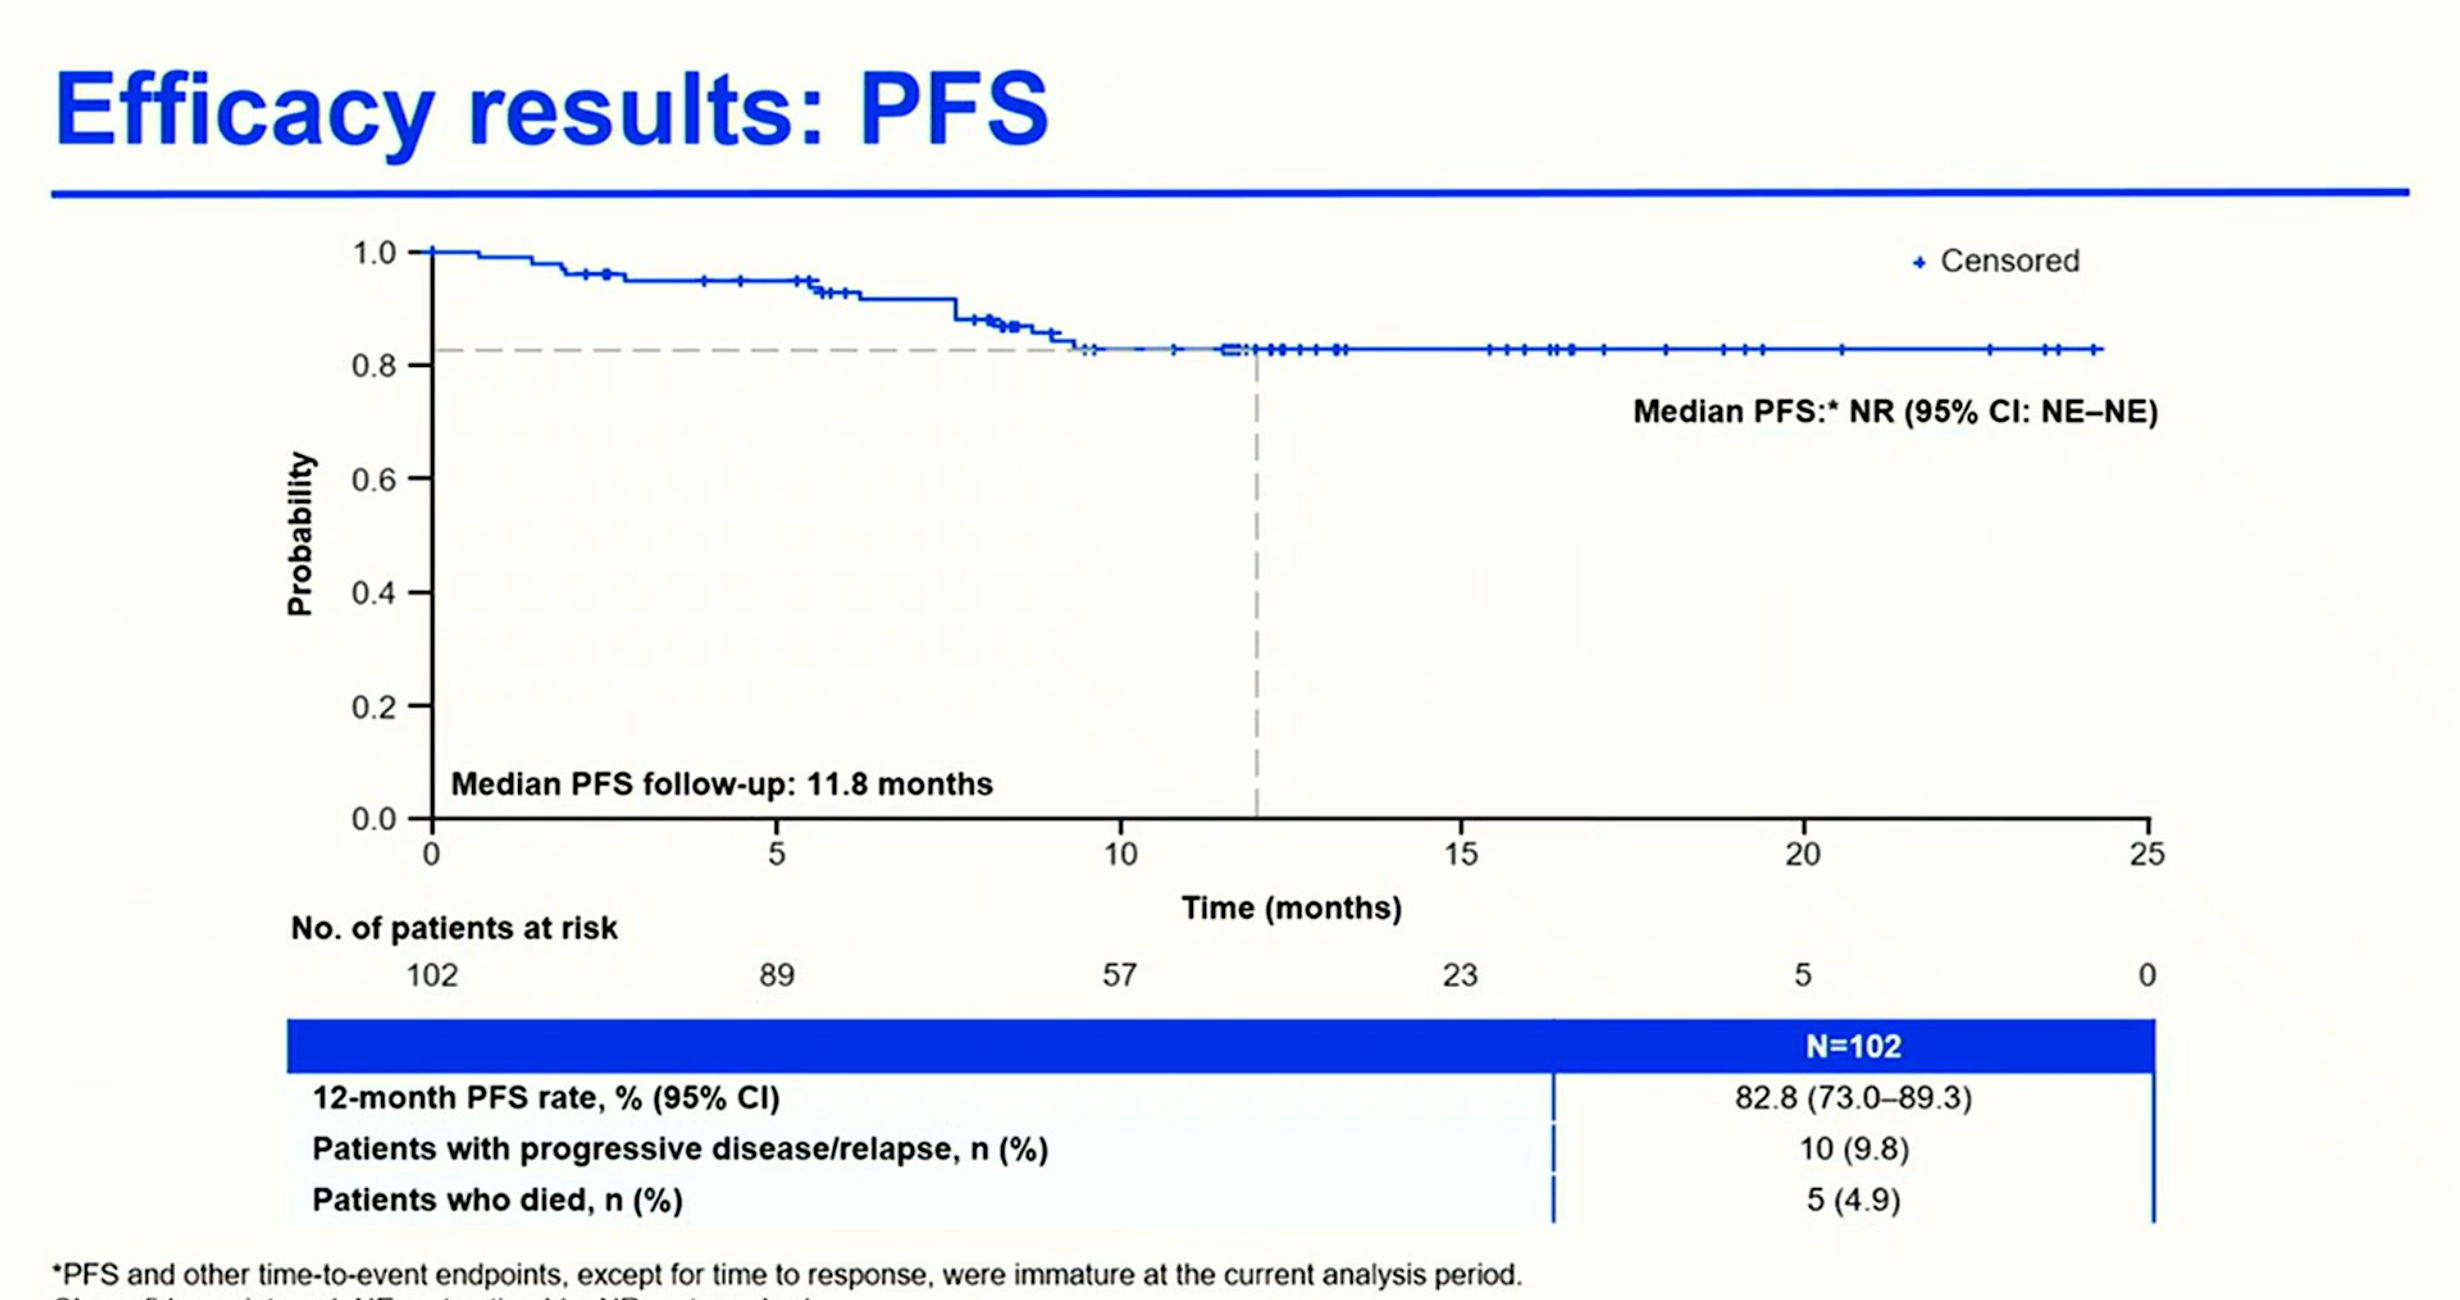 Efficacy results: PFS
1.0
Censored
0.8
Median PFS:* NR (95% CI: NE–NE)
Probability
0.6
0.4
0.2
Median PFS follow-up: 11.8 months
0.0
0 5 10 15 20 25
Time (months)
No. of patients at risk
102 89 57 23 5 0
N=102
12-month PFS rate, % (95% CI) 82.8 (73.0–89.3)
Patients with progressive disease/relapse, n (%) 10 (9.8)
Patients who died, n (%) 5 (4.9)
*PFS and other time-to-event endpoints, except for time to response, were immature at the current analysis period.